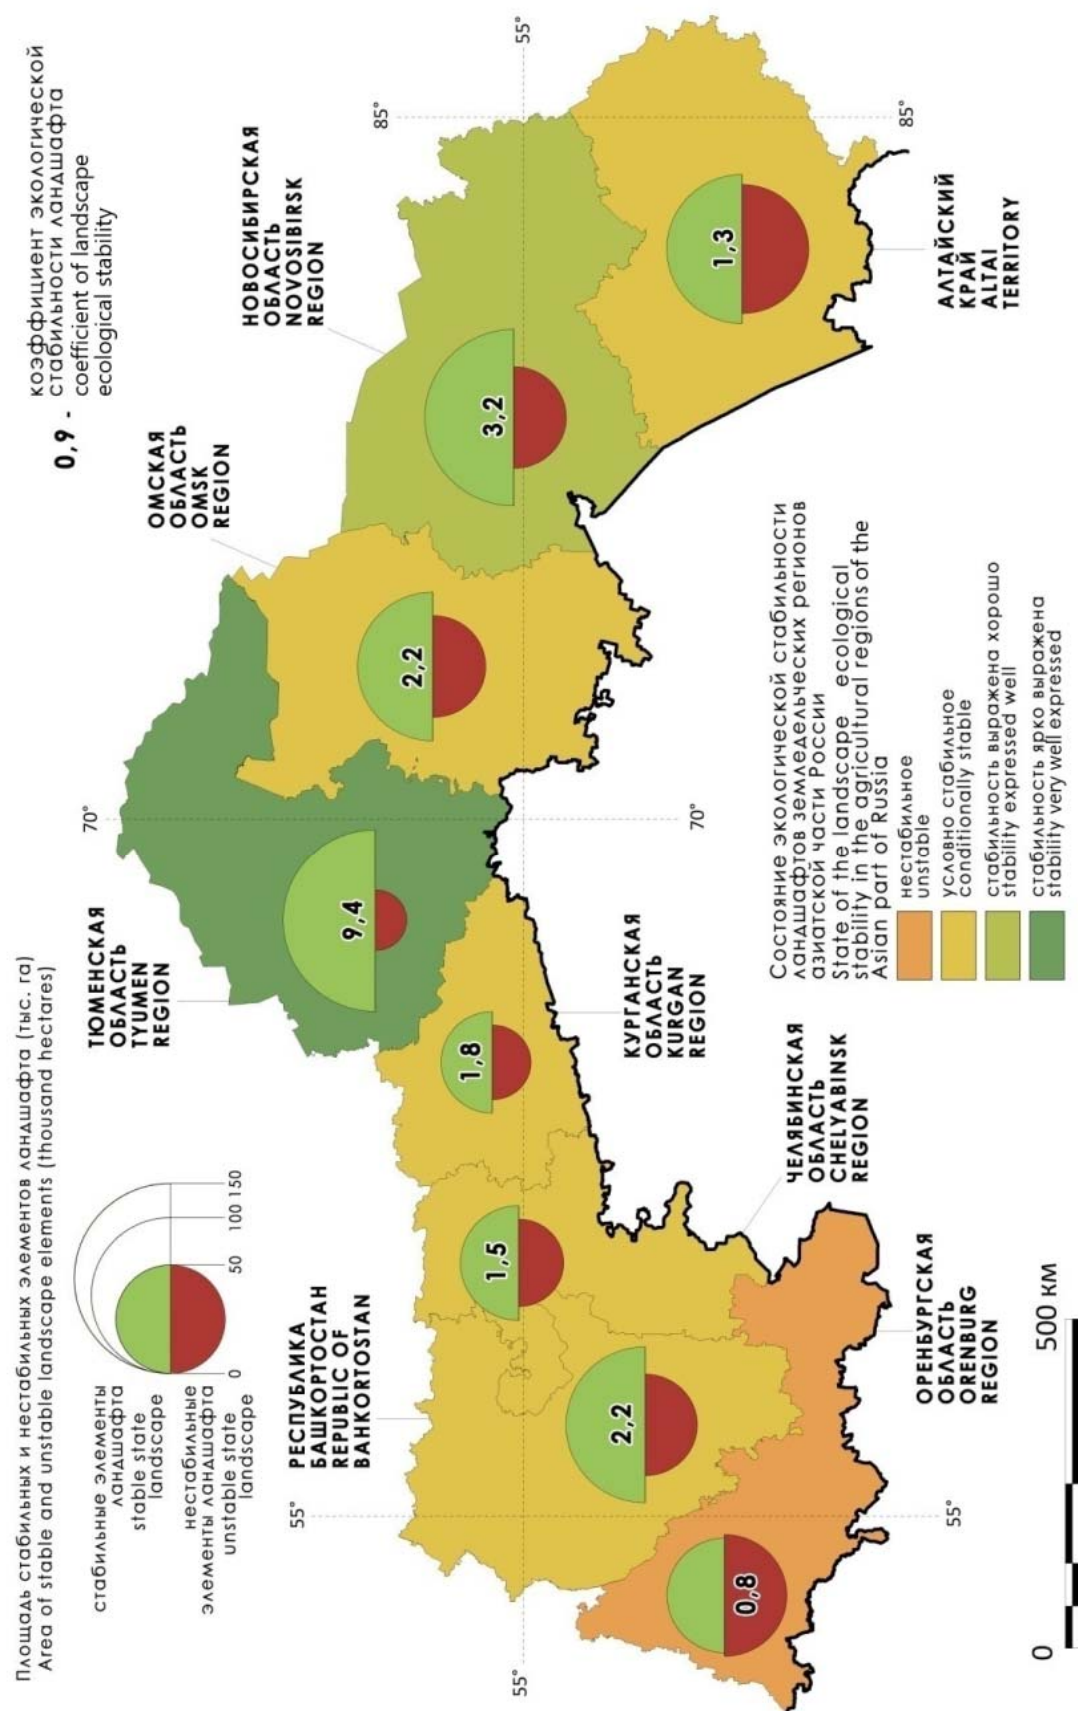 Площадь стабильных и нестабильных элементов ландшафта (тыс. га)
Area of stable and unstable landscape elements (thousand hectares)
стабильные элементы
ландшафта
stable state
landscape
нестабильные
элементы ландшафта
unstable state
landscape
0
50
100
150
0,9 -
коэффициент экологической
стабильности ландшафта
coefficient of landscape
ecological stability
ТЮМЕНСКАЯ
ОБЛАСТЬ
TYUMEN
REGION
ОМСКАЯ
ОБЛАСТЬ
OMSK
REGION
НОВОСИБИРСКАЯ
ОБЛАСТЬ
NOVOSIBIRSK
REGION
РЕСПУБЛИКА
БАШКОРТОСТАН
REPUBLIC OF
BAHKORTOSTAN
55°
70°
85°
55°
55°
9,4
2,2
3,2
1,8
1,5
2,2
1,3
0,8
КУРГАНСКАЯ
ОБЛАСТЬ
KURGAN
REGION
ЧЕЛЯБИНСКАЯ
ОБЛАСТЬ
CHELYABINSK
REGION
ОРЕНБУРГСКАЯ
ОБЛАСТЬ
ORENBURG
REGION
АЛТАЙСКИЙ
КРАЙ
ALTAI
TERRITORY
55°
70°
85°
Состояние экологической стабильности
ландшафтов земледельческих регионов
азиатской части России
State of the landscape ecological
stability in the agricultural regions of the
Asian part of Russia
нестабильное
unstable
условно стабильное
conditionally stable
стабильность выражена хорошо
stability expressed well
стабильность ярко выражена
stability very well expressed
0
500 км